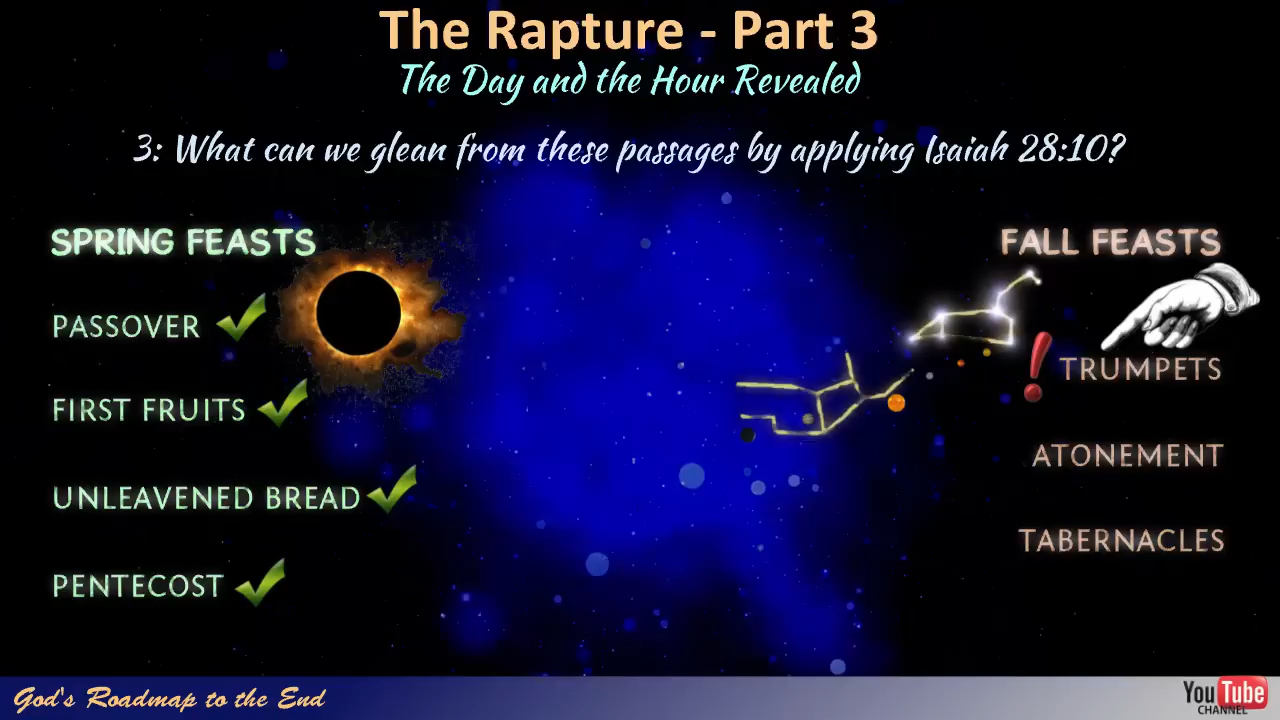 The Rapture - Part 3
The Day and the Hour Revealed
3: What can we glean from these passages by applying Isaiah 28:10?
SPRING FEASTS
PASSOVER
FIRST FRUITS
UNLEAVENED BREAD
PENTECOST
FALL FEASTS
TRUMPETS
ATONEMENT
TABERNACLES
God's Roadmap to the End
YouTube
CHANNEL